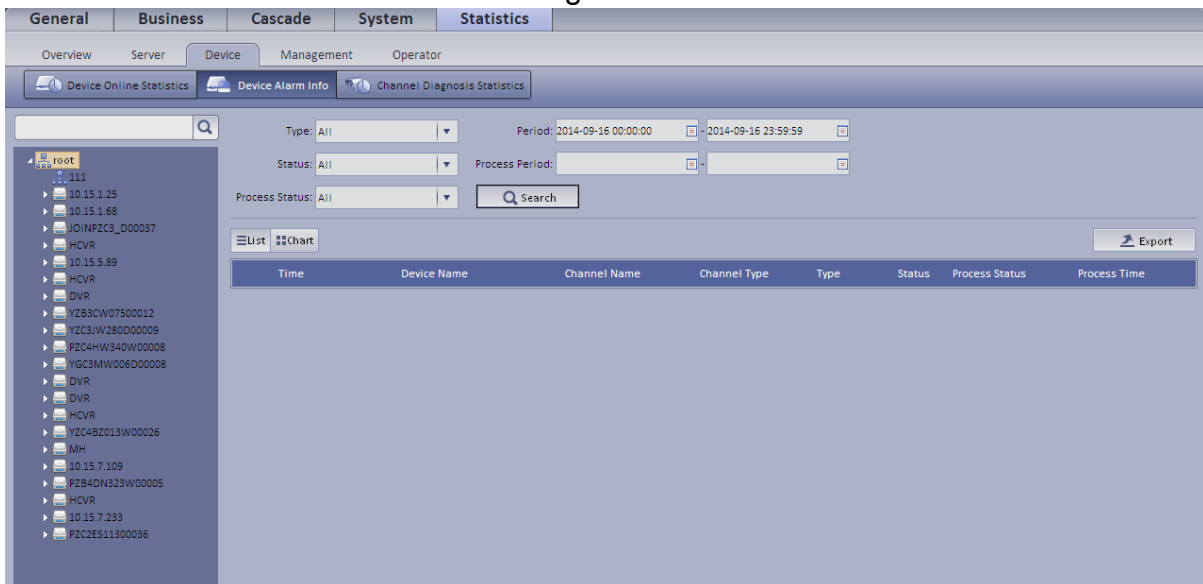 General Business Cascade System Statistics
Overview Server Device Management Operator
Device Online Statistics Device Alarm Info Channel Diagnosis Statistics
Type: All Period: 2014-09-16 00:00:00 - 2014-09-16 23:59:59
Status: All Process Period: -
Process Status: All Search
List Chart Export
Time Device Name Channel Name Channel Type Type Status Process Status Process Time
root
111
10.15.1.25
10.15.1.68
JOINPZC3_D00037
HCVR
10.15.5.89
HCVR
DVR
YZB3CW07500012
YZC3JW280D00009
PZC4HW340W00008
YGC3MW006D00008
DVR
DVR
HCVR
YZC4BZ013W00026
MH
10.15.7.109
PZB4DN323W00005
HCVR
10.15.7.233
PZC2ES11300036